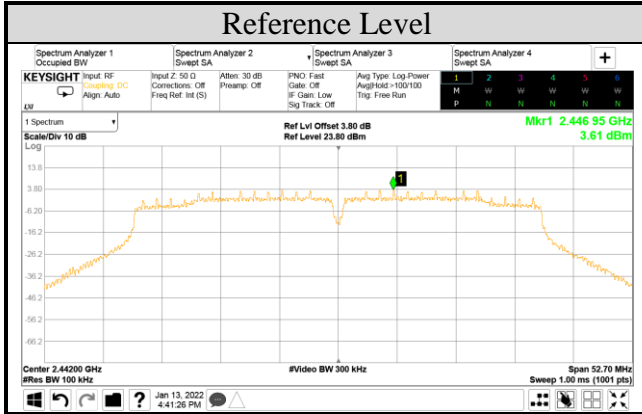 Reference Level
Spectrum Analyzer 1
Occupied BW
Spectrum Analyzer 2
Swept SA
Spectrum Analyzer 3
Swept SA
Spectrum Analyzer 4
Swept SA
+
KEYSIGHT
Input: RF
Coupling: DC
Align: Auto
Input Z: 50 Ω
Corrections: Off
Freq Ref: Int (S)
Atten: 30 dB
Preamp: Off
PNO: Fast
Gate: Off
IF Gain: Low
Sig Track: Off
Avg Type: Log-Power
Avg|Hold:>100/100
Trig: Free Run
1 2 3 4 5 6
M W W W W W
P N N N N N
LXI
1 Spectrum
Scale/Div 10 dB
Log
Ref Lvl Offset 3.80 dB
Ref Level 23.80 dBm
Mkr1 2.446 95 GHz
3.61 dBm
1
13.8
3.80
-6.20
-16.2
-26.2
-36.2
-46.2
-56.2
-66.2
Center 2.44200 GHz
#Res BW 100 kHz
#Video BW 300 kHz
Span 52.70 MHz
Sweep 1.00 ms (1001 pts)
?
Jan 13, 2022
4:41:26 PM